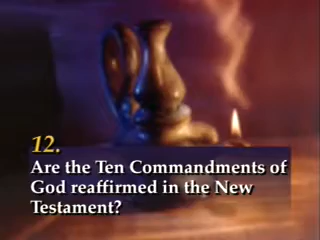 12.
Are the Ten Commandments of
God reaffirmed in the New
Testament?